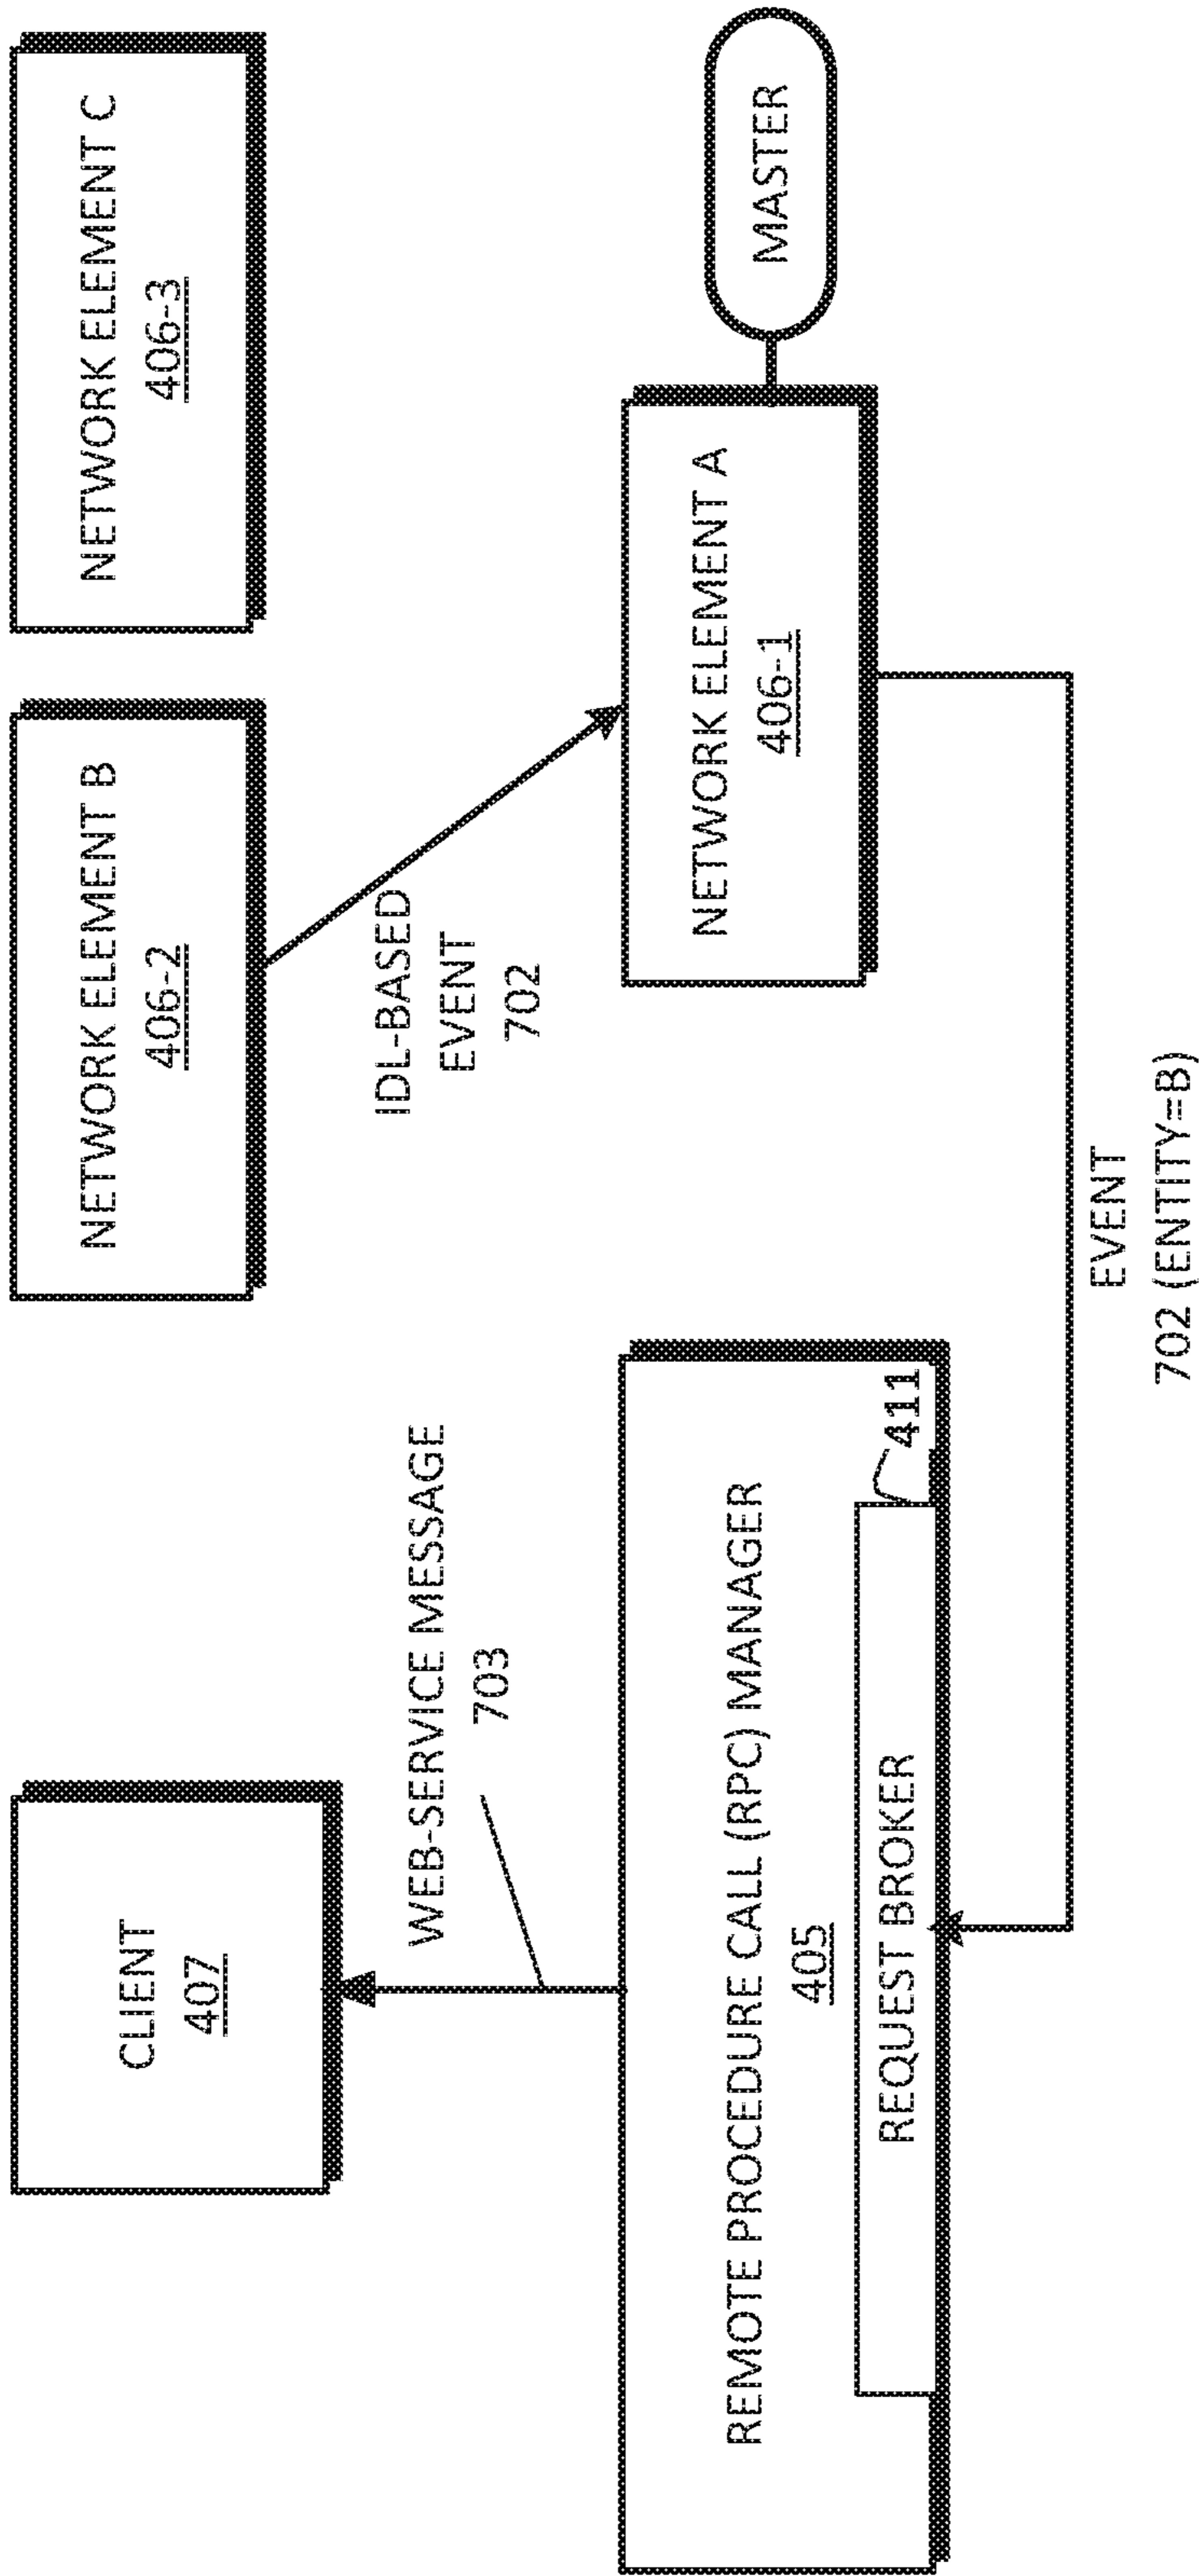 CLIENT
407
WEB-SERVICE MESSAGE
703
REMOTE PROCEDURE CALL (RPC) MANAGER
405
REQUEST BROKER
411
NETWORK ELEMENT B
406-2
NETWORK ELEMENT C
406-3
IDL-BASED
EVENT
702
NETWORK ELEMENT A
406-1
MASTER
EVENT
702 (ENTITY=B)